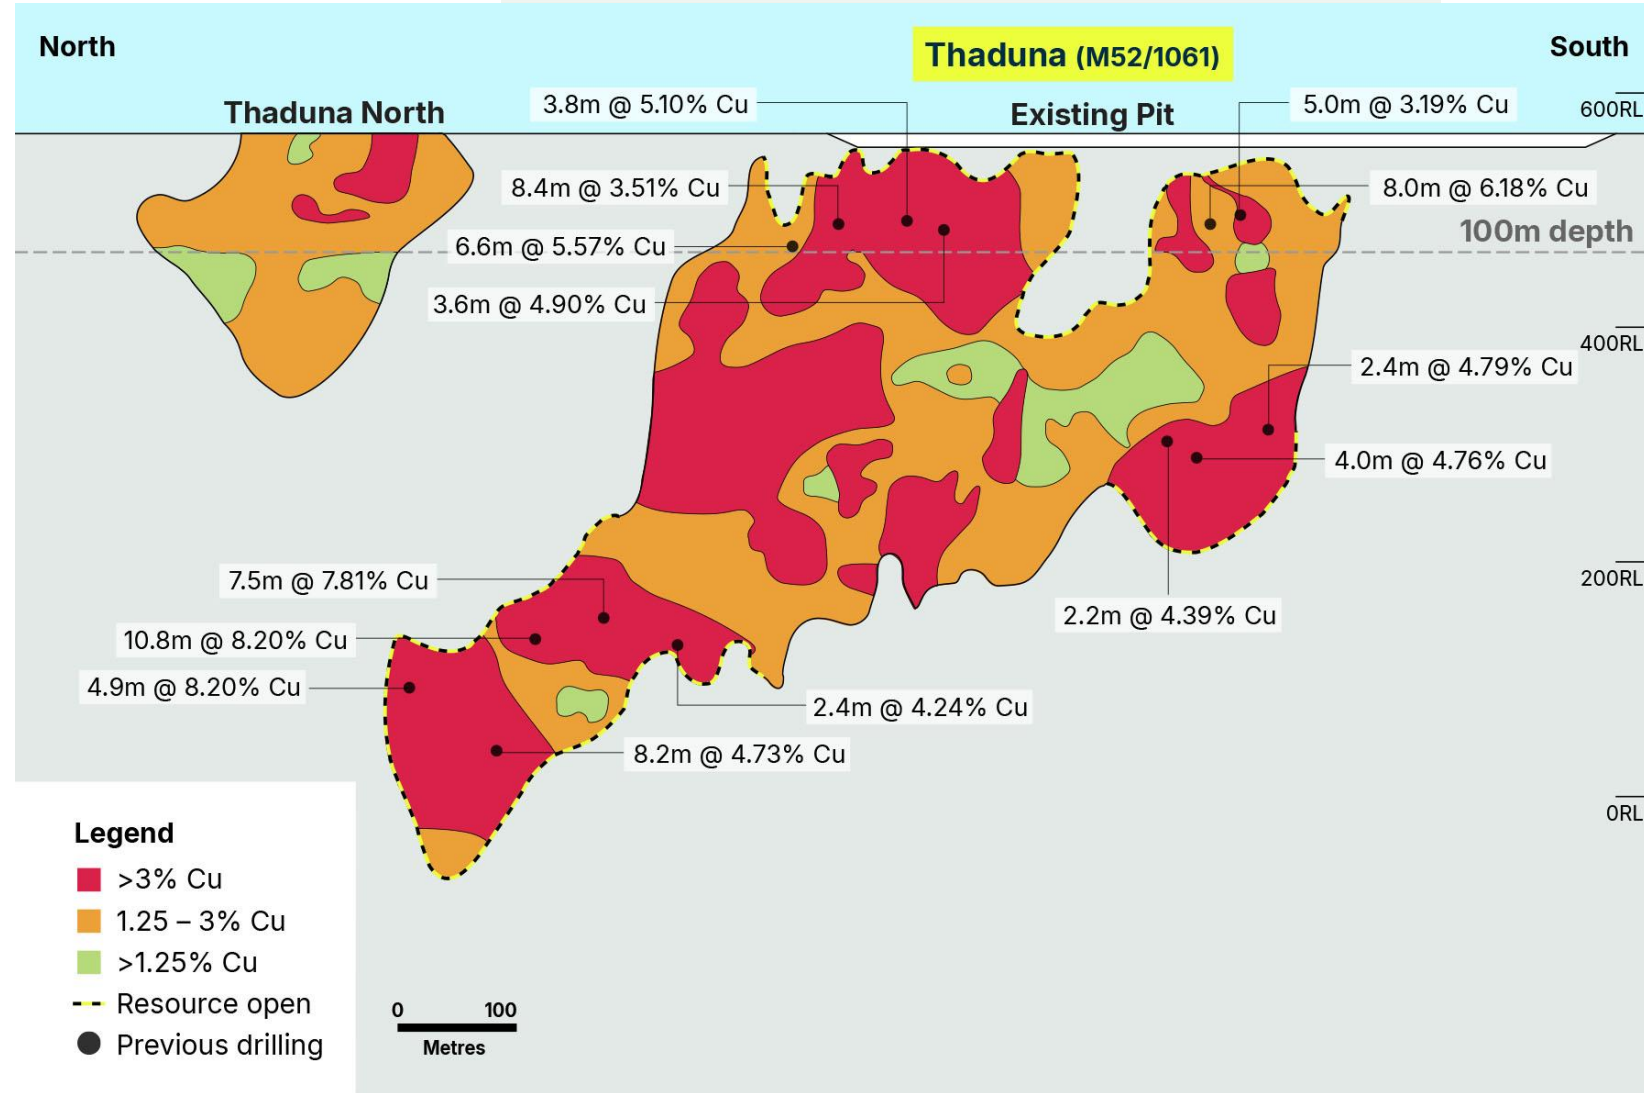 North
Thaduna (M52/1061)
South
Thaduna North
3.8m @ 5.10% Cu
Existing Pit
5.0m @ 3.19% Cu
600RL
8.4m @ 3.51% Cu
8.0m @ 6.18% Cu
6.6m @ 5.57% Cu
100m depth
3.6m @ 4.90% Cu
400RL
2.4m @ 4.79% Cu
4.0m @ 4.76% Cu
7.5m @ 7.81% Cu
200RL
2.2m @ 4.39% Cu
10.8m @ 8.20% Cu
4.9m @ 8.20% Cu
2.4m @ 4.24% Cu
8.2m @ 4.73% Cu
0RL
Legend
>3% Cu
1.25 – 3% Cu
>1.25% Cu
Resource open
Previous drilling
0 100
Metres